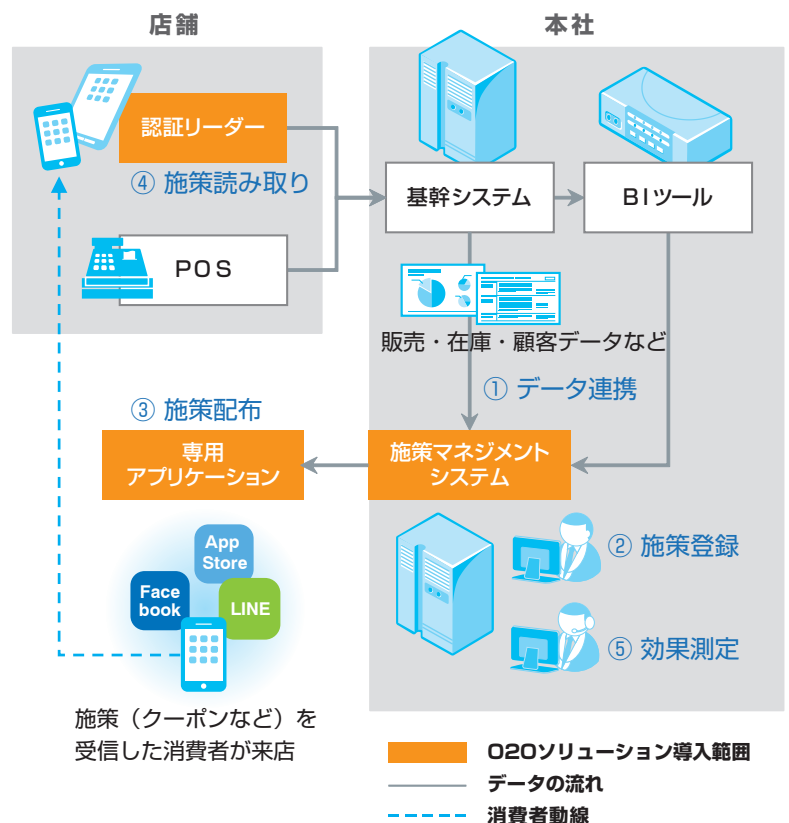 店舗
本社
認証リーダー
④ 施策読み取り
POS
基幹システム
BIツール
販売・在庫・顧客データなど
① データ連携
③ 施策配布
専用
アプリケーション
施策マネジメント
システム
App
Store
Face
book
LINE
② 施策登録
⑤ 効果測定
施策（クーポンなど）を
受信した消費者が来店
O2Oソリューション導入範囲
データの流れ
消費者動線